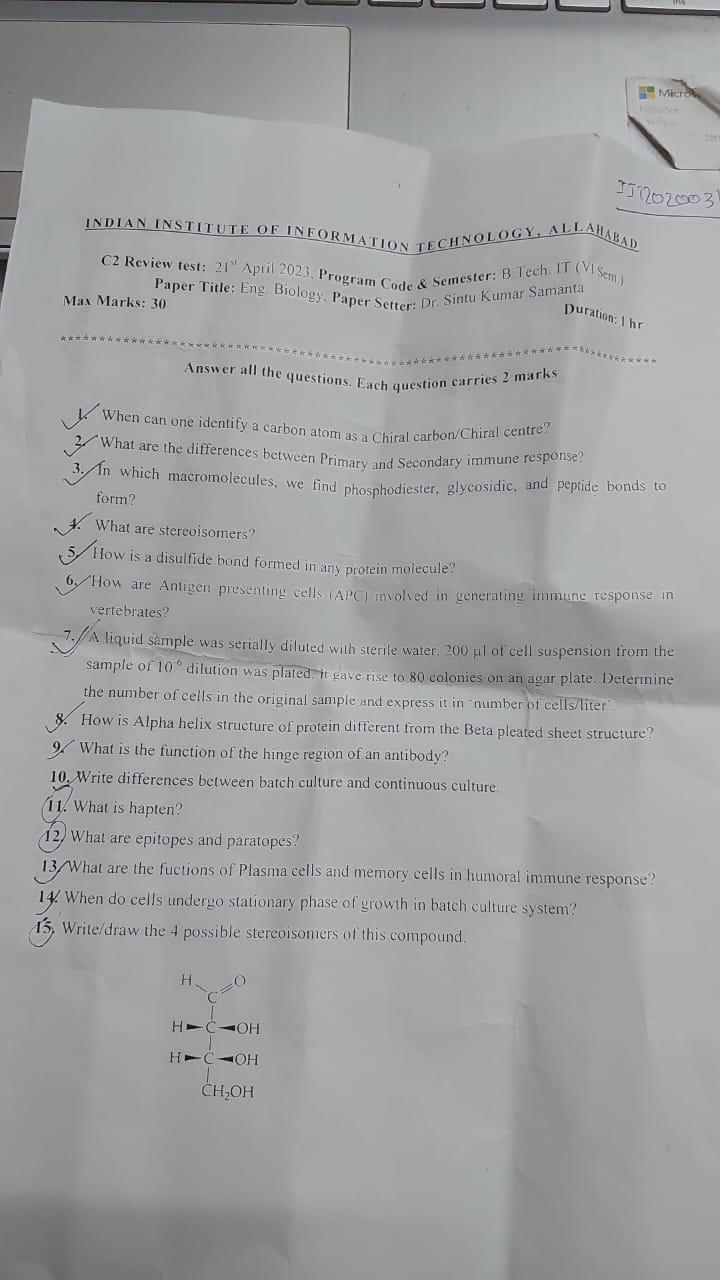 Ins
Micros
IIT2020031
INDIAN INSTITUTE OF INFORMATION TECHNOLOGY, ALLAHABAD
C2 Review test: 21st April 2023, Program Code & Semester: B.Tech. IT (VI Sem.)
Paper Title: Eng. Biology, Paper Setter: Dr. Sintu Kumar Samanta
Max Marks: 30
Duration: 1 hr
Answer all the questions. Each question carries 2 marks
1. When can one identify a carbon atom as a Chiral carbon/Chiral centre?
2. What are the differences between Primary and Secondary immune response?
3. In which macromolecules, we find phosphodiester, glycosidic, and peptide bonds to
form?
4. What are stereoisomers?
5. How is a disulfide bond formed in any protein molecule?
6. How are Antigen presenting cells (APC) involved in generating immune response in
vertebrates?
7. A liquid sample was serially diluted with sterile water. 200 µl of cell suspension from the
sample of 10-6 dilution was plated. It gave rise to 80 colonies on an agar plate. Determine
the number of cells in the original sample and express it in "number of cells/liter".
8. How is Alpha helix structure of protein different from the Beta pleated sheet structure?
9. What is the function of the hinge region of an antibody?
10. Write differences between batch culture and continuous culture.
11. What is hapten?
12. What are epitopes and paratopes?
13. What are the fuctions of Plasma cells and memory cells in humoral immune response?
14. When do cells undergo stationary phase of growth in batch culture system?
15. Write/draw the 4 possible stereoisomers of this compound.
H O
C
H C OH
H C OH
CH2OH